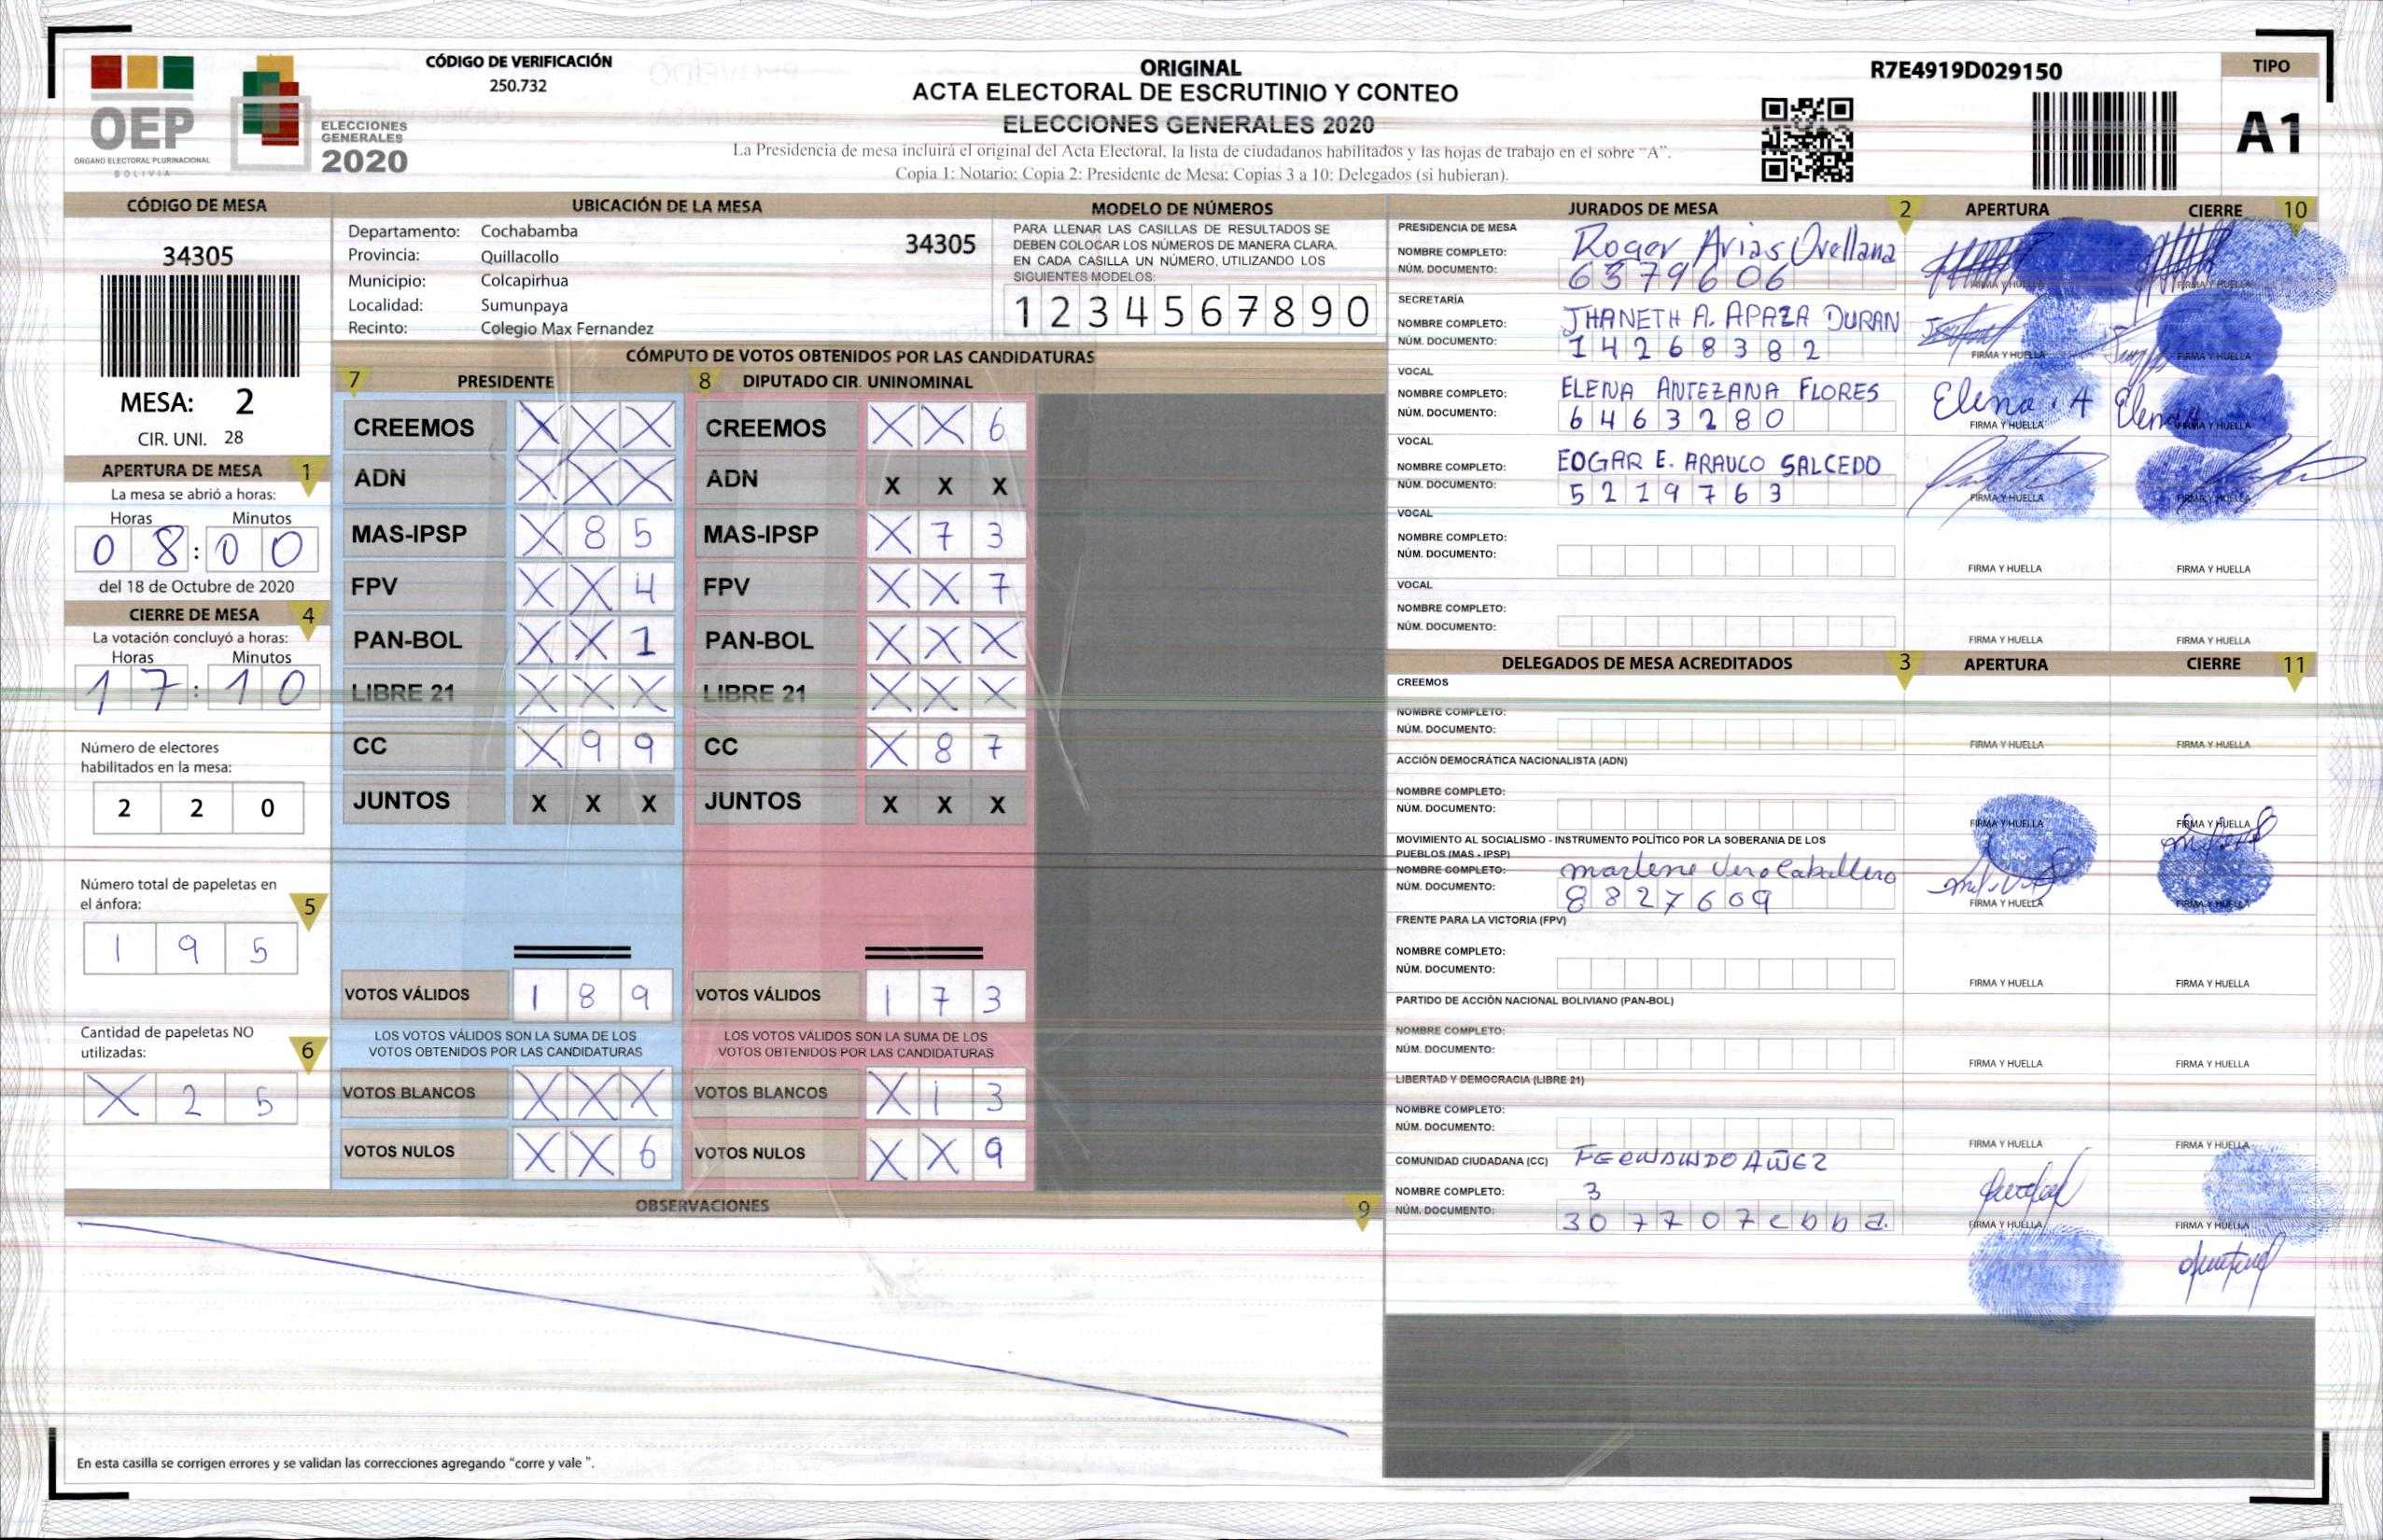 OEP
ÓRGANO ELECTORAL PLURINACIONAL
BOLIVIA
ELECCIONES
GENERALES
2020
CÓDIGO DE VERIFICACIÓN
250.732
ORIGINAL
ACTA ELECTORAL DE ESCRUTINIO Y CONTEO
ELECCIONES GENERALES 2020
La Presidencia de mesa incluirá el original del Acta Electoral, la lista de ciudadanos habilitados y las hojas de trabajo en el sobre "A".
Copia 1: Notario; Copia 2: Presidente de Mesa; Copias 3 a 10: Delegados (si hubieran).
R7E4919D029150
TIPO
A1
CÓDIGO DE MESA
34305
MESA: 2
CIR. UNI. 28
APERTURA DE MESA 1
La mesa se abrió a horas:
Horas Minutos
0 8 : 0 0
del 18 de Octubre de 2020
CIERRE DE MESA 4
La votación concluyó a horas:
Horas Minutos
1 7 : 1 0
Número de electores
habilitados en la mesa:
2 2 0
Número total de papeletas en
el ánfora: 5
1 9 5
Cantidad de papeletas NO
utilizadas: 6
X 2 5
UBICACIÓN DE LA MESA
Departamento: Cochabamba 34305
Provincia: Quillacollo
Municipio: Colcapirhua
Localidad: Sumunpaya
Recinto: Colegio Max Fernandez
MODELO DE NÚMEROS
PARA LLENAR LAS CASILLAS DE RESULTADOS SE
DEBEN COLOCAR LOS NÚMEROS DE MANERA CLARA.
EN CADA CASILLA UN NÚMERO, UTILIZANDO LOS
SIGUIENTES MODELOS:
1 2 3 4 5 6 7 8 9 0
CÓMPUTO DE VOTOS OBTENIDOS POR LAS CANDIDATURAS
7 PRESIDENTE
CREEMOS X X X
ADN X X X
MAS-IPSP X 8 5
FPV X X 4
PAN-BOL X X 1
LIBRE 21 X X X
CC X 9 9
JUNTOS X X X
VOTOS VÁLIDOS 1 8 9
LOS VOTOS VÁLIDOS SON LA SUMA DE LOS
VOTOS OBTENIDOS POR LAS CANDIDATURAS
VOTOS BLANCOS X X X
VOTOS NULOS X X 6
8 DIPUTADO CIR. UNINOMINAL
CREEMOS X X 6
ADN X X X
MAS-IPSP X 7 3
FPV X X 7
PAN-BOL X X X
LIBRE 21 X X X
CC X 8 7
JUNTOS X X X
VOTOS VÁLIDOS 1 7 3
LOS VOTOS VÁLIDOS SON LA SUMA DE LOS
VOTOS OBTENIDOS POR LAS CANDIDATURAS
VOTOS BLANCOS X 1 3
VOTOS NULOS X X 9
OBSERVACIONES 9
En esta casilla se corrigen errores y se validan las correcciones agregando "corre y vale ".
JURADOS DE MESA 2 APERTURA CIERRE 10
PRESIDENCIA DE MESA
NOMBRE COMPLETO: Roger Arias Orellana
NÚM. DOCUMENTO: 6379606
FIRMA Y HUELLA FIRMA Y HUELLA
SECRETARÍA
NOMBRE COMPLETO: JHANETH A. APAZA DURAN
NÚM. DOCUMENTO: 14268382
FIRMA Y HUELLA FIRMA Y HUELLA
VOCAL
NOMBRE COMPLETO: ELENA ANTEZANA FLORES
NÚM. DOCUMENTO: 6463280
Elena . A Elena A
FIRMA Y HUELLA FIRMA Y HUELLA
VOCAL
NOMBRE COMPLETO: EDGAR E. ARAUCO SALCEDO
NÚM. DOCUMENTO: 5219763
FIRMA Y HUELLA FIRMA Y HUELLA
VOCAL
NOMBRE COMPLETO:
NÚM. DOCUMENTO:
FIRMA Y HUELLA FIRMA Y HUELLA
VOCAL
NOMBRE COMPLETO:
NÚM. DOCUMENTO:
FIRMA Y HUELLA FIRMA Y HUELLA
DELEGADOS DE MESA ACREDITADOS 3 APERTURA CIERRE 11
CREEMOS
NOMBRE COMPLETO:
NÚM. DOCUMENTO:
FIRMA Y HUELLA FIRMA Y HUELLA
ACCIÓN DEMOCRÁTICA NACIONALISTA (ADN)
NOMBRE COMPLETO:
NÚM. DOCUMENTO:
FIRMA Y HUELLA FIRMA Y HUELLA
MOVIMIENTO AL SOCIALISMO - INSTRUMENTO POLÍTICO POR LA SOBERANIA DE LOS
PUEBLOS (MAS - IPSP)
NOMBRE COMPLETO: marlene Vera Caballero
NÚM. DOCUMENTO: 8827609
FIRMA Y HUELLA FIRMA Y HUELLA
FRENTE PARA LA VICTORIA (FPV)
NOMBRE COMPLETO:
NÚM. DOCUMENTO:
FIRMA Y HUELLA FIRMA Y HUELLA
PARTIDO DE ACCIÓN NACIONAL BOLIVIANO (PAN-BOL)
NOMBRE COMPLETO:
NÚM. DOCUMENTO:
FIRMA Y HUELLA FIRMA Y HUELLA
LIBERTAD Y DEMOCRACIA (LIBRE 21)
NOMBRE COMPLETO:
NÚM. DOCUMENTO:
FIRMA Y HUELLA FIRMA Y HUELLA
COMUNIDAD CIUDADANA (CC) FERNANDO AÑEZ
NOMBRE COMPLETO: 3
NÚM. DOCUMENTO: 307707cbba.
FIRMA Y HUELLA FIRMA Y HUELLA